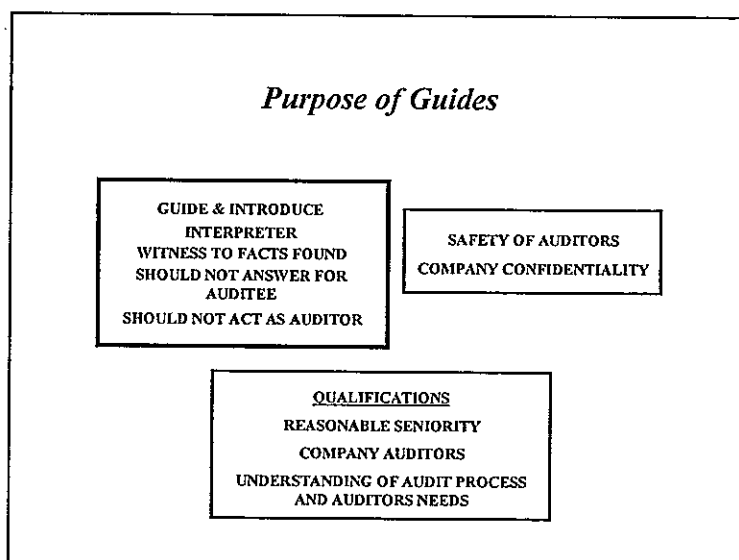 Purpose of Guides
GUIDE & INTRODUCE
INTERPRETER
WITNESS TO FACTS FOUND
SHOULD NOT ANSWER FOR
AUDITEE
SHOULD NOT ACT AS AUDITOR
SAFETY OF AUDITORS
COMPANY CONFIDENTIALITY
QUALIFICATIONS
REASONABLE SENIORITY
COMPANY AUDITORS
UNDERSTANDING OF AUDIT PROCESS
AND AUDITORS NEEDS